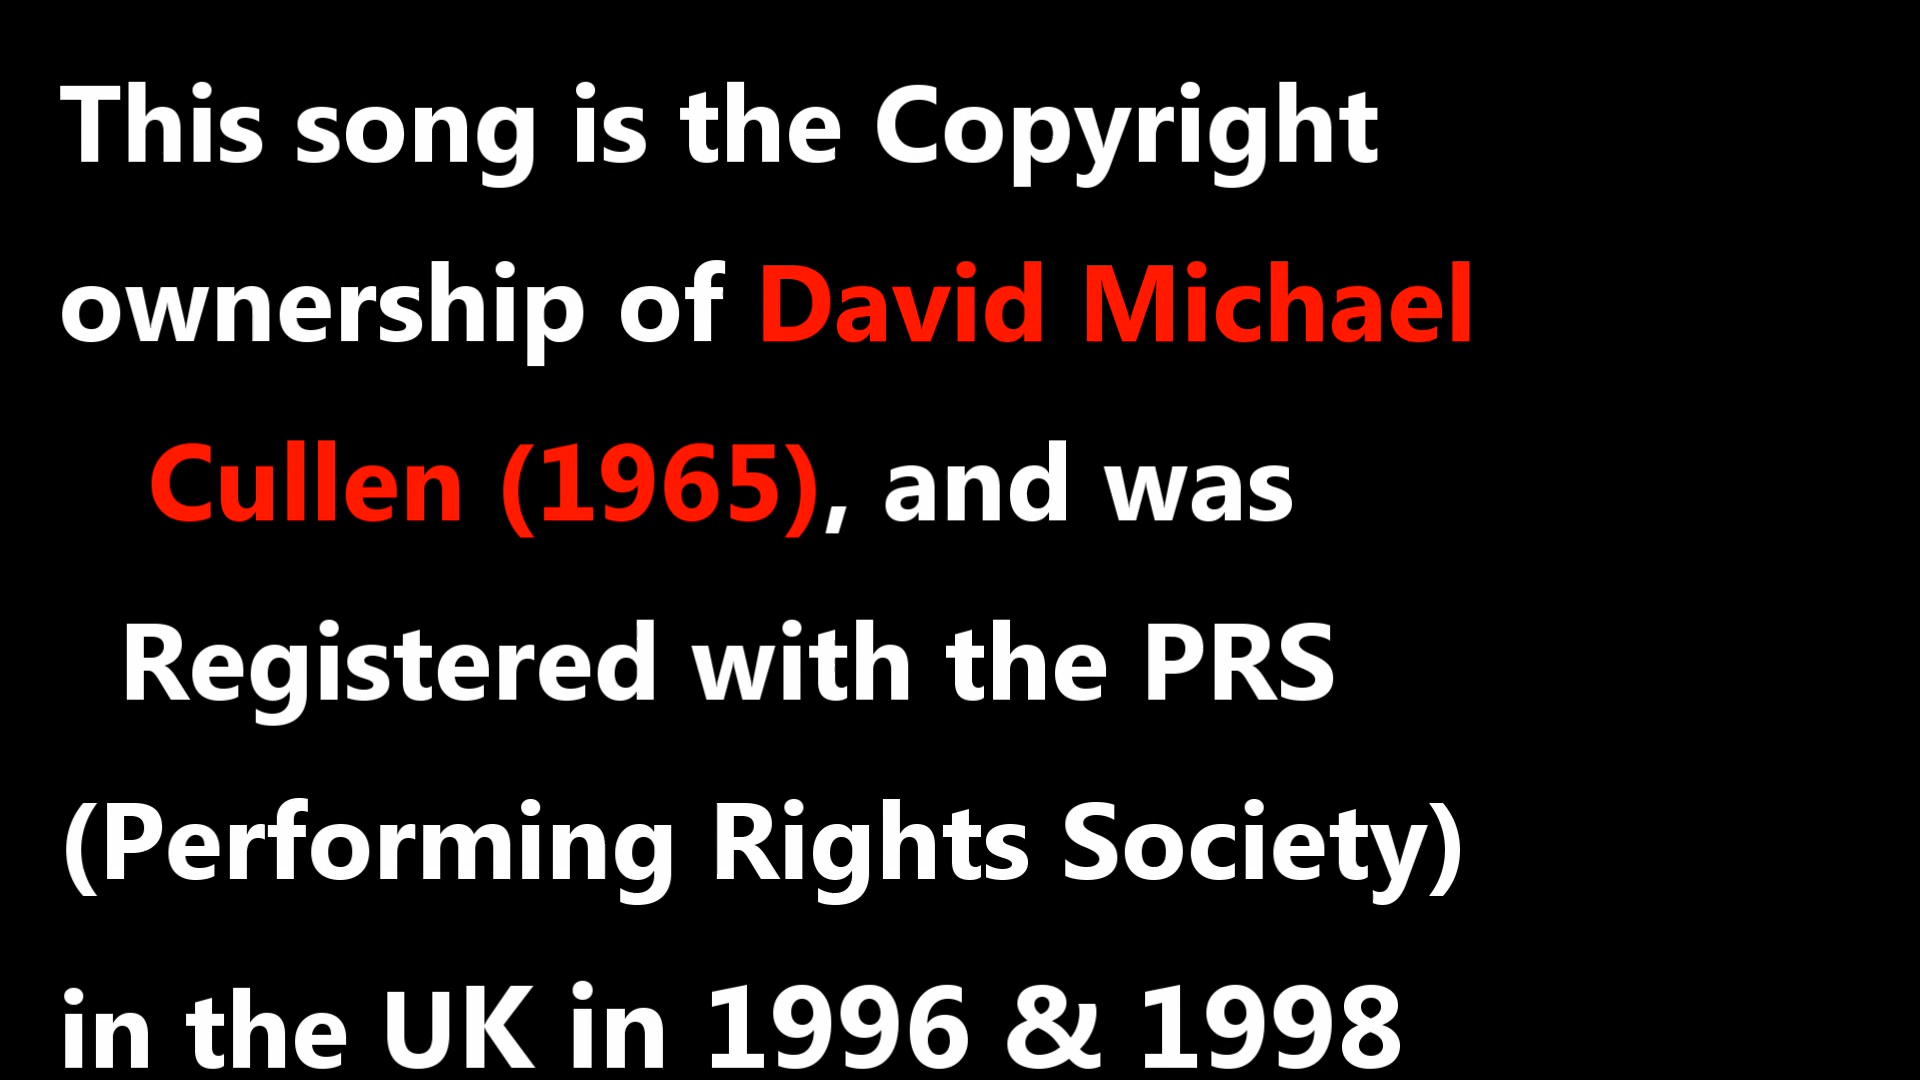 This song is the Copyright
ownership of David Michael
Cullen (1965), and was
Registered with the PRS
(Performing Rights Society)
in the UK in 1996 & 1998